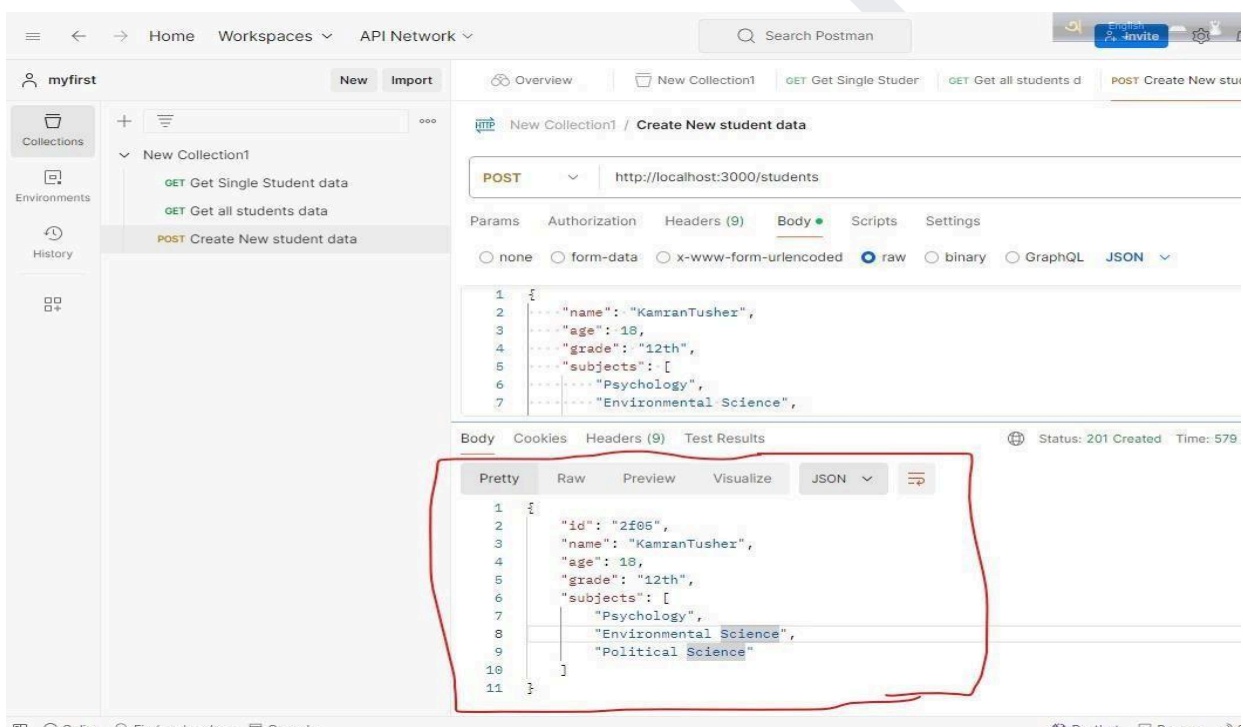 Home Workspaces API Network Search Postman অ English Invite
myfirst New Import Overview New Collection1 GET Get Single Studer GET Get all students d POST Create New stu
Collections
Environments
History
New Collection1
GET Get Single Student data
GET Get all students data
POST Create New student data
HTTP New Collection1 / Create New student data
POST http://localhost:3000/students
Params Authorization Headers (9) Body Scripts Settings
none form-data x-www-form-urlencoded raw binary GraphQL JSON
1 {
2 "name": "KamranTusher",
3 "age": 18,
4 "grade": "12th",
5 "subjects": [
6 "Psychology",
7 "Environmental Science",
Body Cookies Headers (9) Test Results Status: 201 Created Time: 579
Pretty Raw Preview Visualize JSON
1 {
2 "id": "2f05",
3 "name": "KamranTusher",
4 "age": 18,
5 "grade": "12th",
6 "subjects": [
7 "Psychology",
8 "Environmental Science",
9 "Political Science"
10 ]
11 }